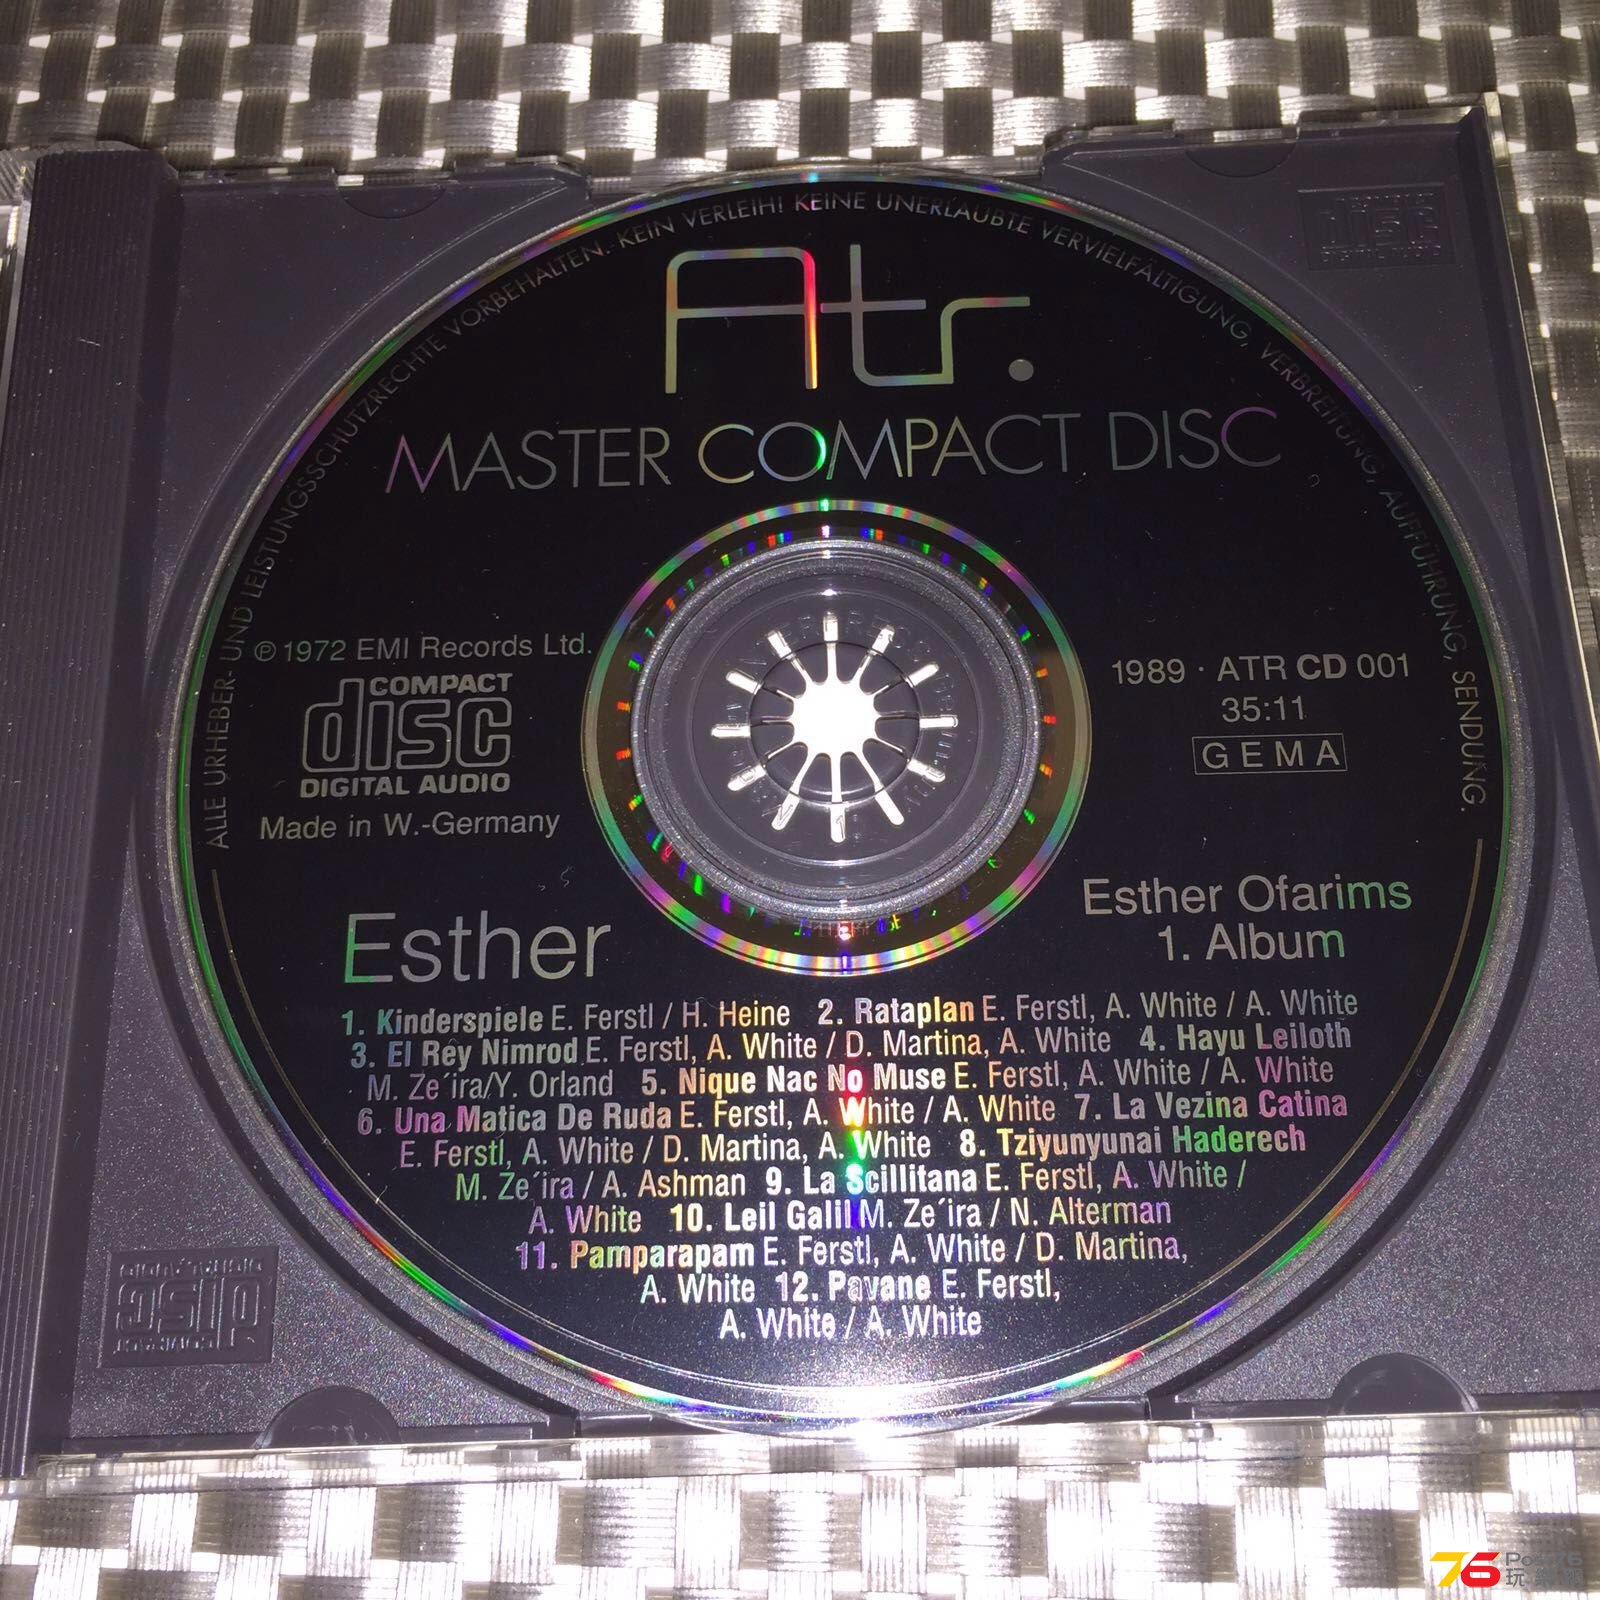 ALLE URHEBER- UND LEISTUNGSSCHUTZRECHTE VORBEHALTEN. KEIN VERLEIH! KEINE UNERLAUBTE VERVIELFÄLTIGUNG, VERBREITUNG, AUFFÜHRUNG, SENDUNG.
Atr.
MASTER COMPACT DISC
℗ 1972 EMI Records Ltd.
COMPACT
disc
DIGITAL AUDIO
Made in W.-Germany
1989 · ATR CD 001
35:11
GEMA
Esther
Esther Ofarims
1. Album
1. Kinderspiele E. Ferstl / H. Heine 2. Rataplan E. Ferstl, A. White / A. White
3. El Rey Nimrod E. Ferstl, A. White / D. Martina, A. White 4. Hayu Leiloth
M. Ze´ira/Y. Orland 5. Nique Nac No Muse E. Ferstl, A. White / A. White
6. Una Matica De Ruda E. Ferstl, A. White / A. White 7. La Vezina Catina
E. Ferstl, A. White / D. Martina, A. White 8. Tziyunyunai Haderech
M. Ze´ira / A. Ashman 9. La Scillitana E. Ferstl, A. White /
A. White 10. Leil Galil M. Ze´ira / N. Alterman
11. Pamparapam E. Ferstl, A. White / D. Martina,
A. White 12. Pavane E. Ferstl,
A. White / A. White
disc
disc
76